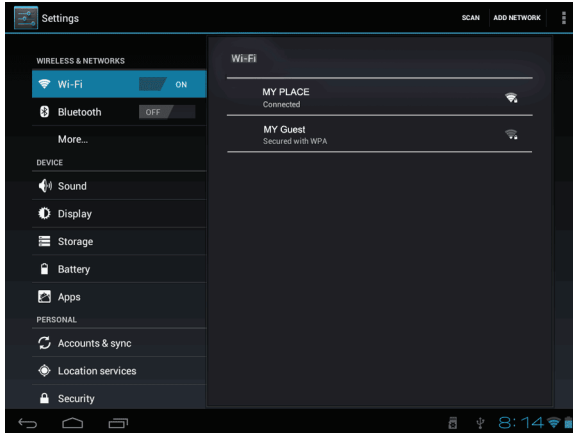 Settings
SCAN ADD NETWORK
WIRELESS & NETWORKS
Wi-Fi ON
Bluetooth OFF
More...
DEVICE
Sound
Display
Storage
Battery
Apps
PERSONAL
Accounts & sync
Location services
Security
Wi-Fi
MY PLACE
Connected
MY Guest
Secured with WPA
8:14